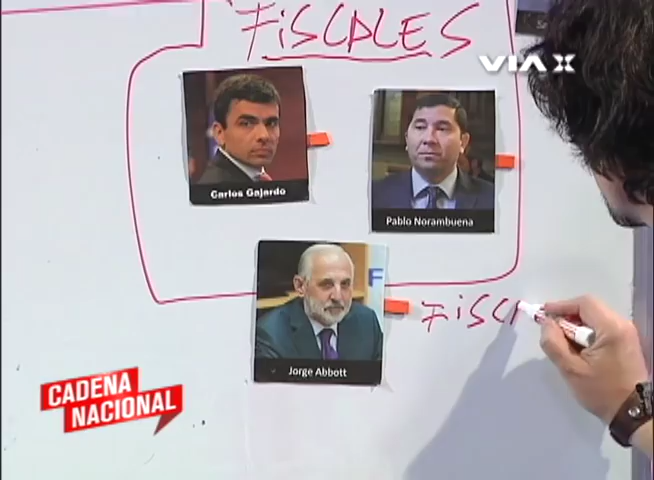 FISCALES
VIA X
Carlos Gajardo
Pablo Norambuena
Jorge Abbott
FISC
CADENA
NACIONAL